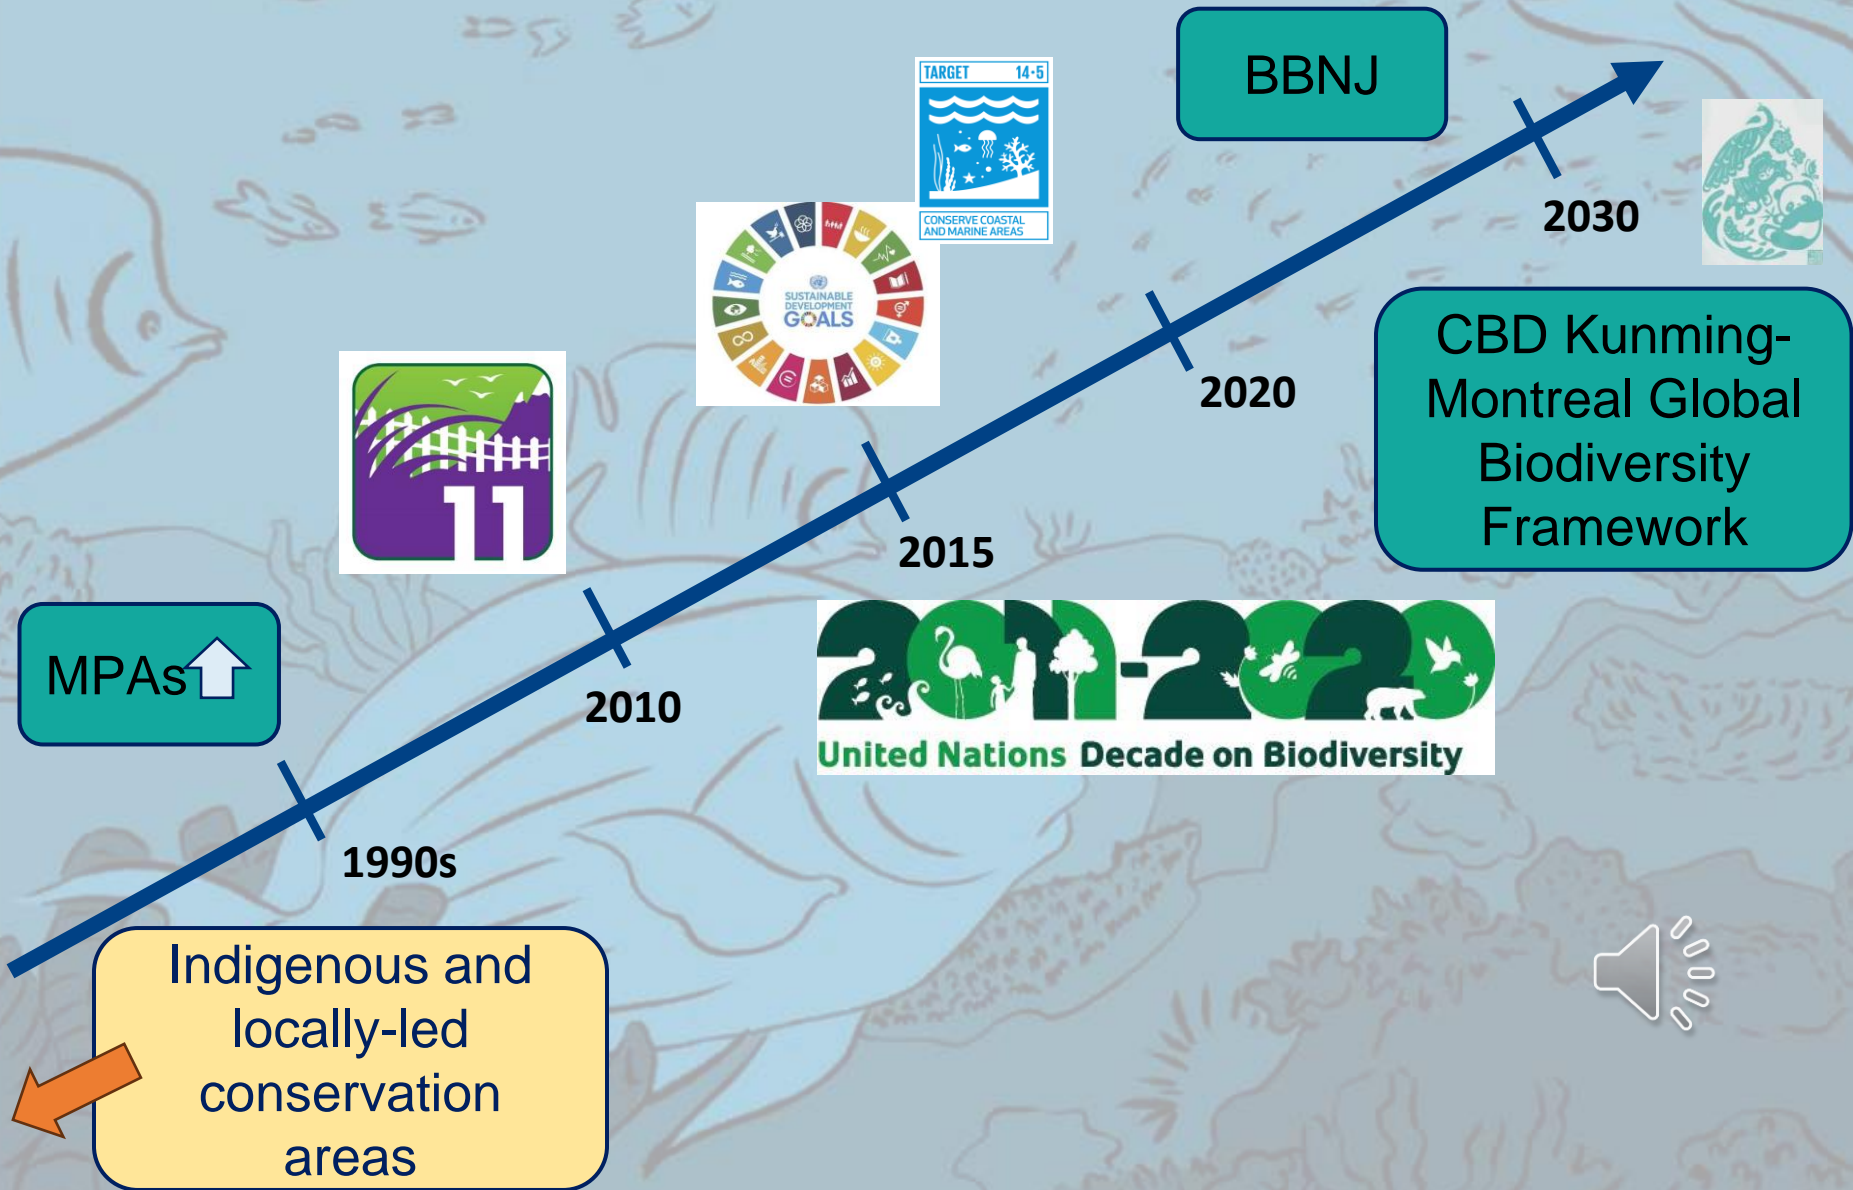 BBNJ
TARGET 14·5
CONSERVE COASTAL
AND MARINE AREAS
2030
SUSTAINABLE
DEVELOPMENT
GOALS
CBD Kunming-
Montreal Global
Biodiversity
Framework
2020
11
2015
2011-2020
United Nations Decade on Biodiversity
MPAs
2010
1990s
Indigenous and
locally-led
conservation
areas